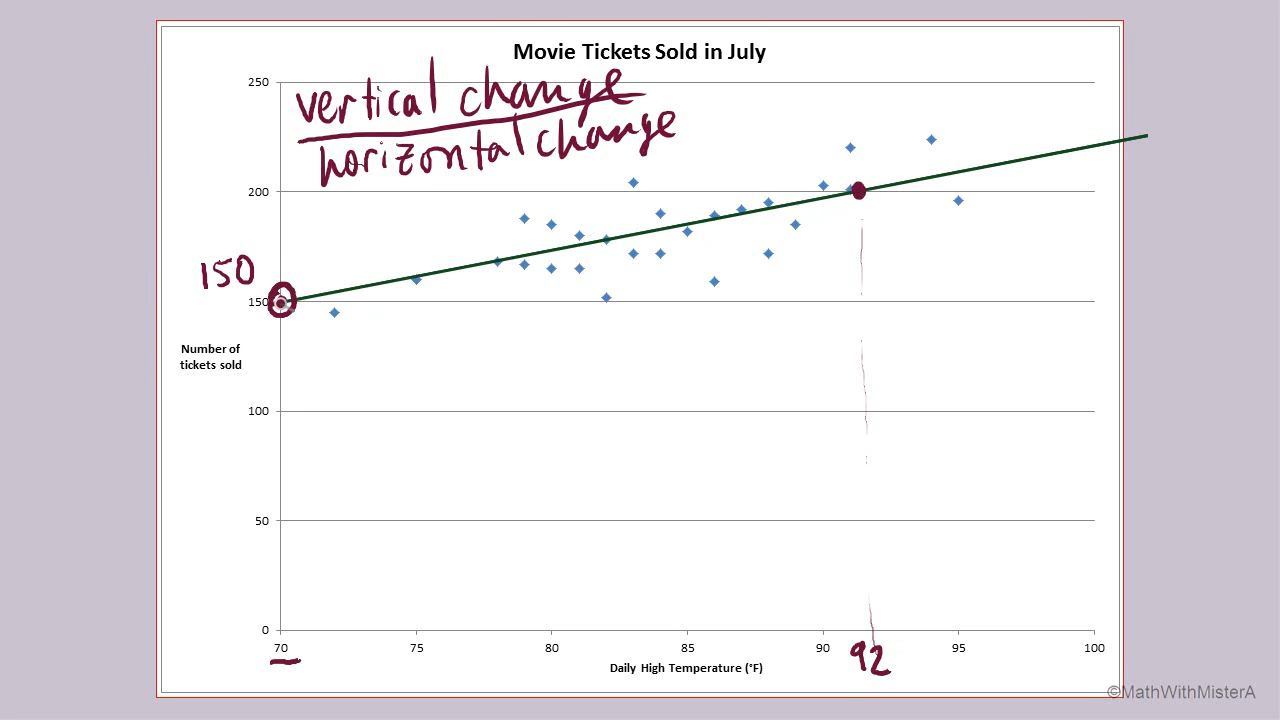 Movie Tickets Sold in July
250
vertical change
horizontal change
200
150
150
Number of
tickets sold
100
50
0
70 75 80 85 90 95 100
92
Daily High Temperature (°F)
©MathWithMisterA